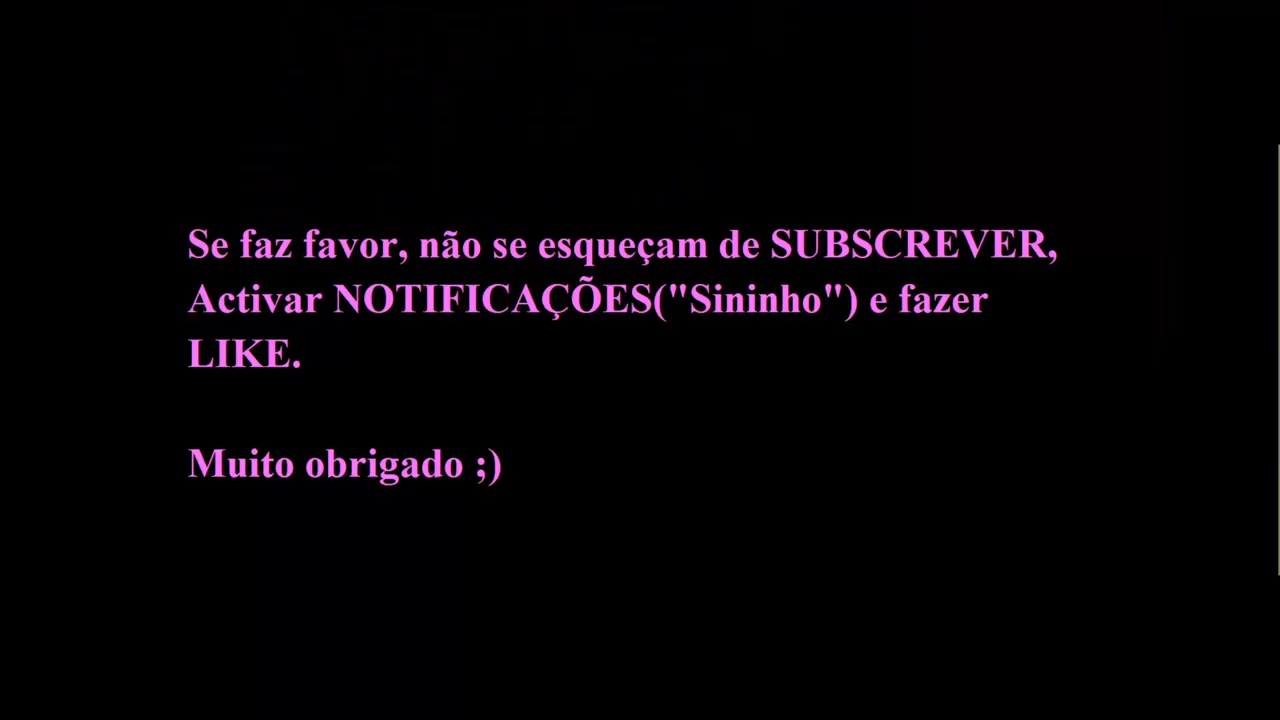 Se faz favor, não se esqueçam de SUBSCREVER,
Activar NOTIFICAÇÕES("Sininho") e fazer
LIKE.
Muito obrigado ;)